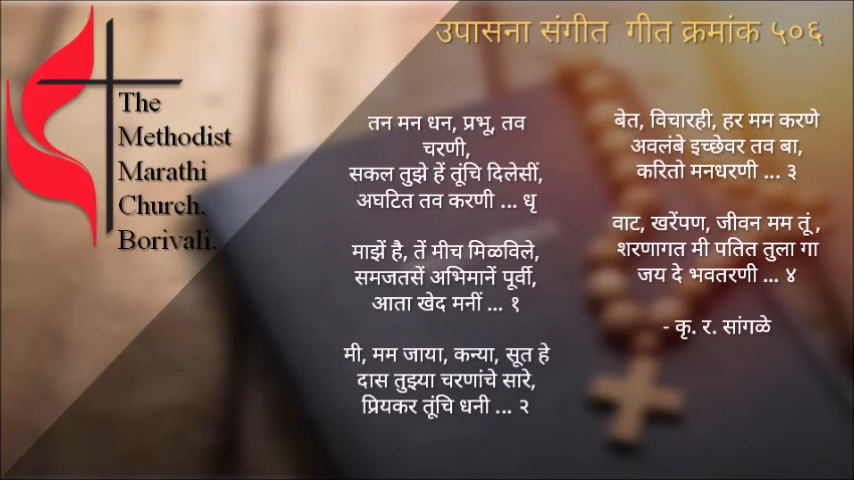 उपासना संगीत गीत क्रमांक ५०६
The
Methodist
Marathi
Church.
Borivali.
तन मन धन, प्रभू, तव
चरणी,
सकल तुझे हें तूंचि दिलेसीं,
अघटित तव करणी ... धृ
माझें है, तें मीच मिळविले,
समजतसें अभिमानें पूर्वी,
आता खेद मनीं ... १
मी, मम जाया, कन्या, सूत हे
दास तुझ्या चरणांचे सारे,
प्रियकर तूंचि धनी ... २
बेत, विचारही, हर मम करणे
अवलंबे इच्छेवर तव बा,
करितो मनधरणी ... ३
वाट, खरेंपण, जीवन मम तूं ,
शरणागत मी पतित तुला गा
जय दे भवतरणी ... ४
- कृ. र. सांगळे